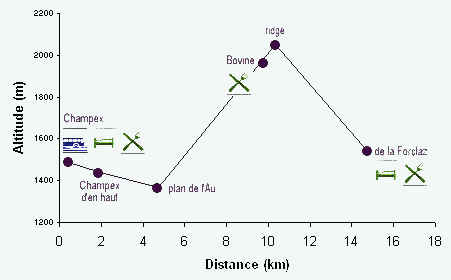 2200
2000
1800
1600
1400
1200
Altitude (m)
ridge
Bovine
Champex
Champex
d'en haut
plan de l'Au
de la Forçlaz
0 2 4 6 8 10 12 14 16 18
Distance (km)